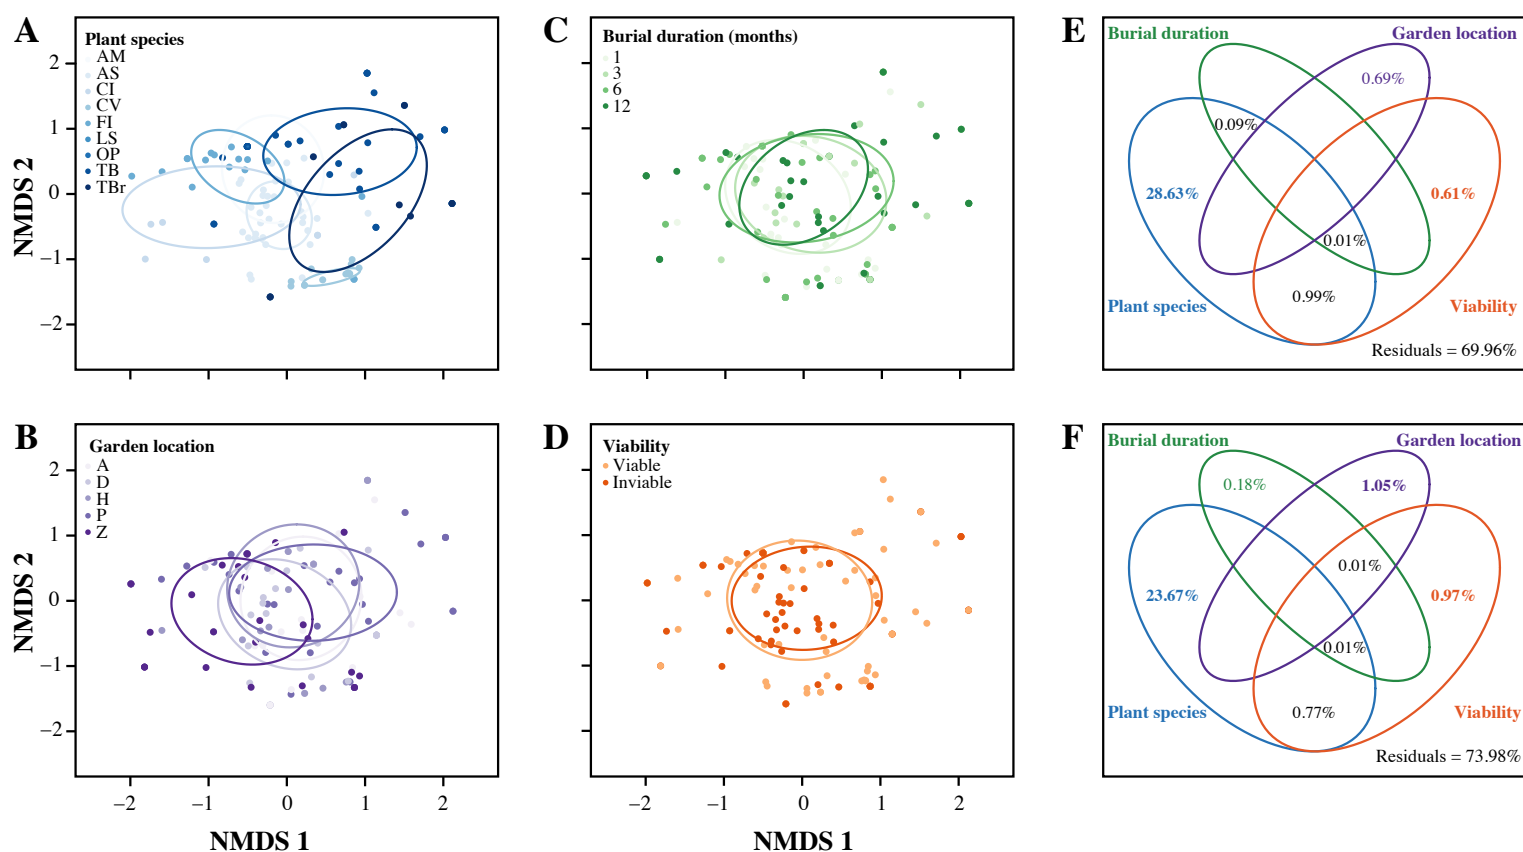 A
Plant species
AM
AS
CI
CV
FI
LS
OP
TB
TBr
2
1
0
−1
−2
NMDS 2
C
Burial duration (months)
1
3
6
12
E
Burial duration
Garden location
0.69%
0.09%
28.63%
0.61%
0.01%
0.99%
Plant species
Viability
Residuals = 69.96%
B
Garden location
A
D
H
P
Z
2
1
0
−1
−2
NMDS 2
−2 −1 0 1 2
NMDS 1
D
Viability
Viable
Inviable
−2 −1 0 1 2
NMDS 1
F
Burial duration
Garden location
0.18%
1.05%
0.01%
23.67%
0.97%
0.01%
0.77%
Plant species
Viability
Residuals = 73.98%